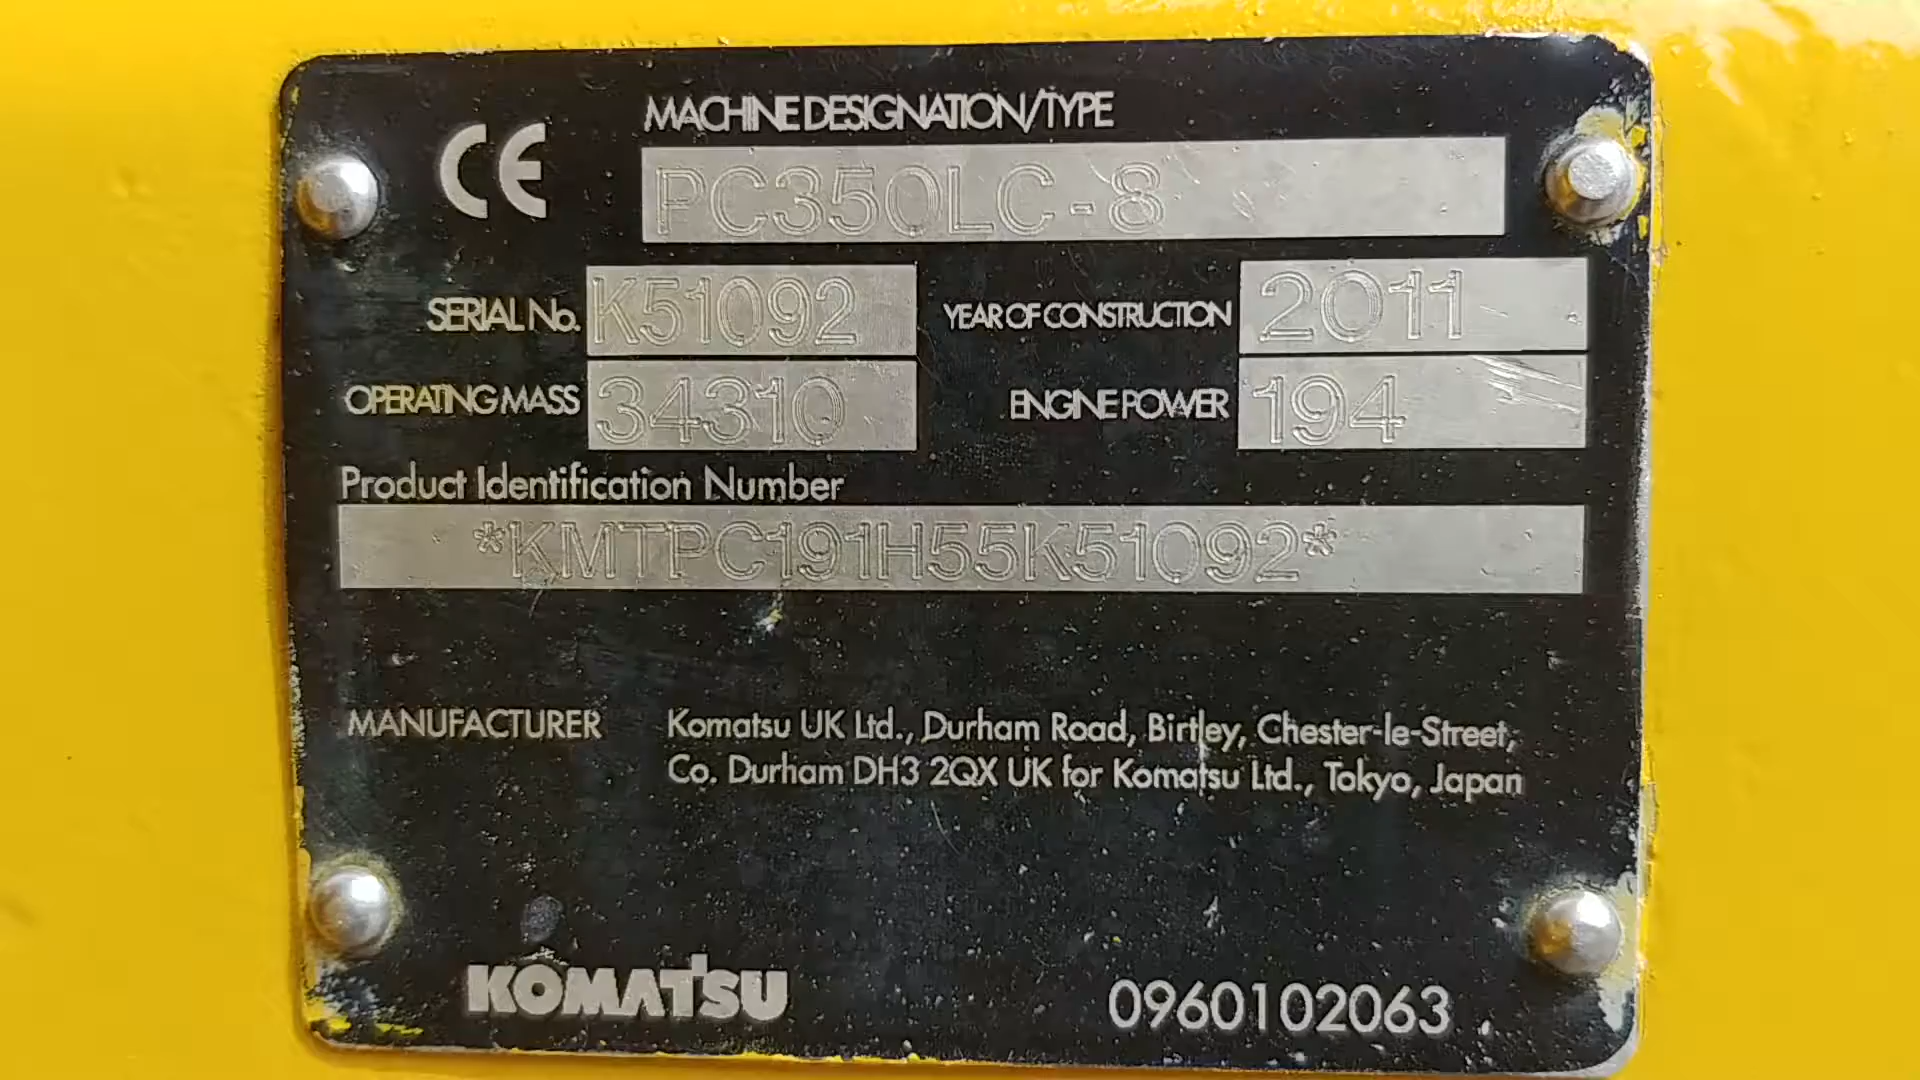 CE
MACHINE DESIGNATION/TYPE
PC350LC-8
SERIAL No. K51092 YEAR OF CONSTRUCTION 2011
OPERATING MASS 34310 ENGINE POWER 194
Product Identification Number
*KMTPC191H55K51092*
MANUFACTURER Komatsu UK Ltd., Durham Road, Birtley, Chester-le-Street,
Co. Durham DH3 2QX UK for Komatsu Ltd., Tokyo, Japan
KOMATSU 0960102063